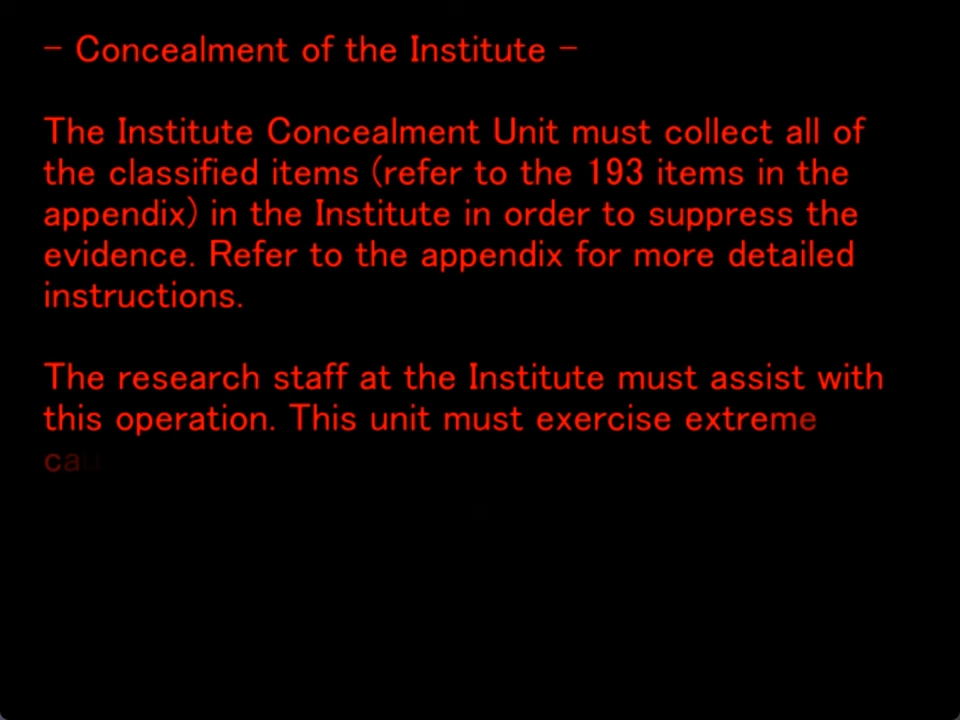 - Concealment of the Institute -
The Institute Concealment Unit must collect all of
the classified items (refer to the 193 items in the
appendix) in the Institute in order to suppress the
evidence. Refer to the appendix for more detailed
instructions.
The research staff at the Institute must assist with
this operation. This unit must exercise extreme